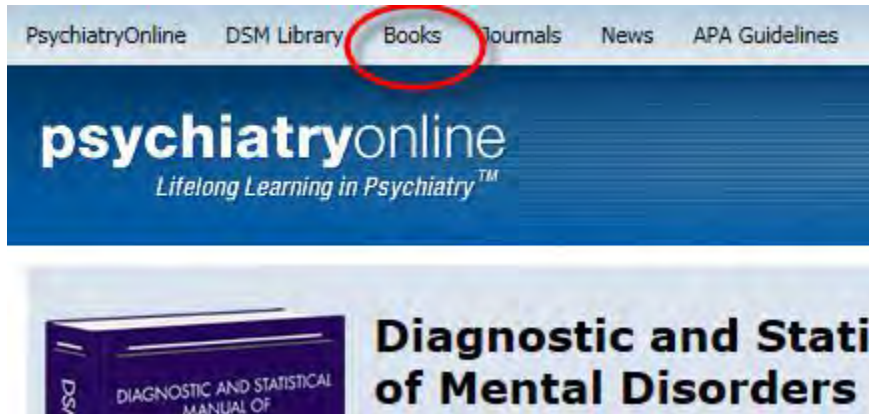 PsychiatryOnline DSM Library Books Journals News APA Guidelines
psychiatryonline
Lifelong Learning in Psychiatry™
Diagnostic and Stati
of Mental Disorders
DIAGNOSTIC AND STATISTICAL
MANUAL OF
DS